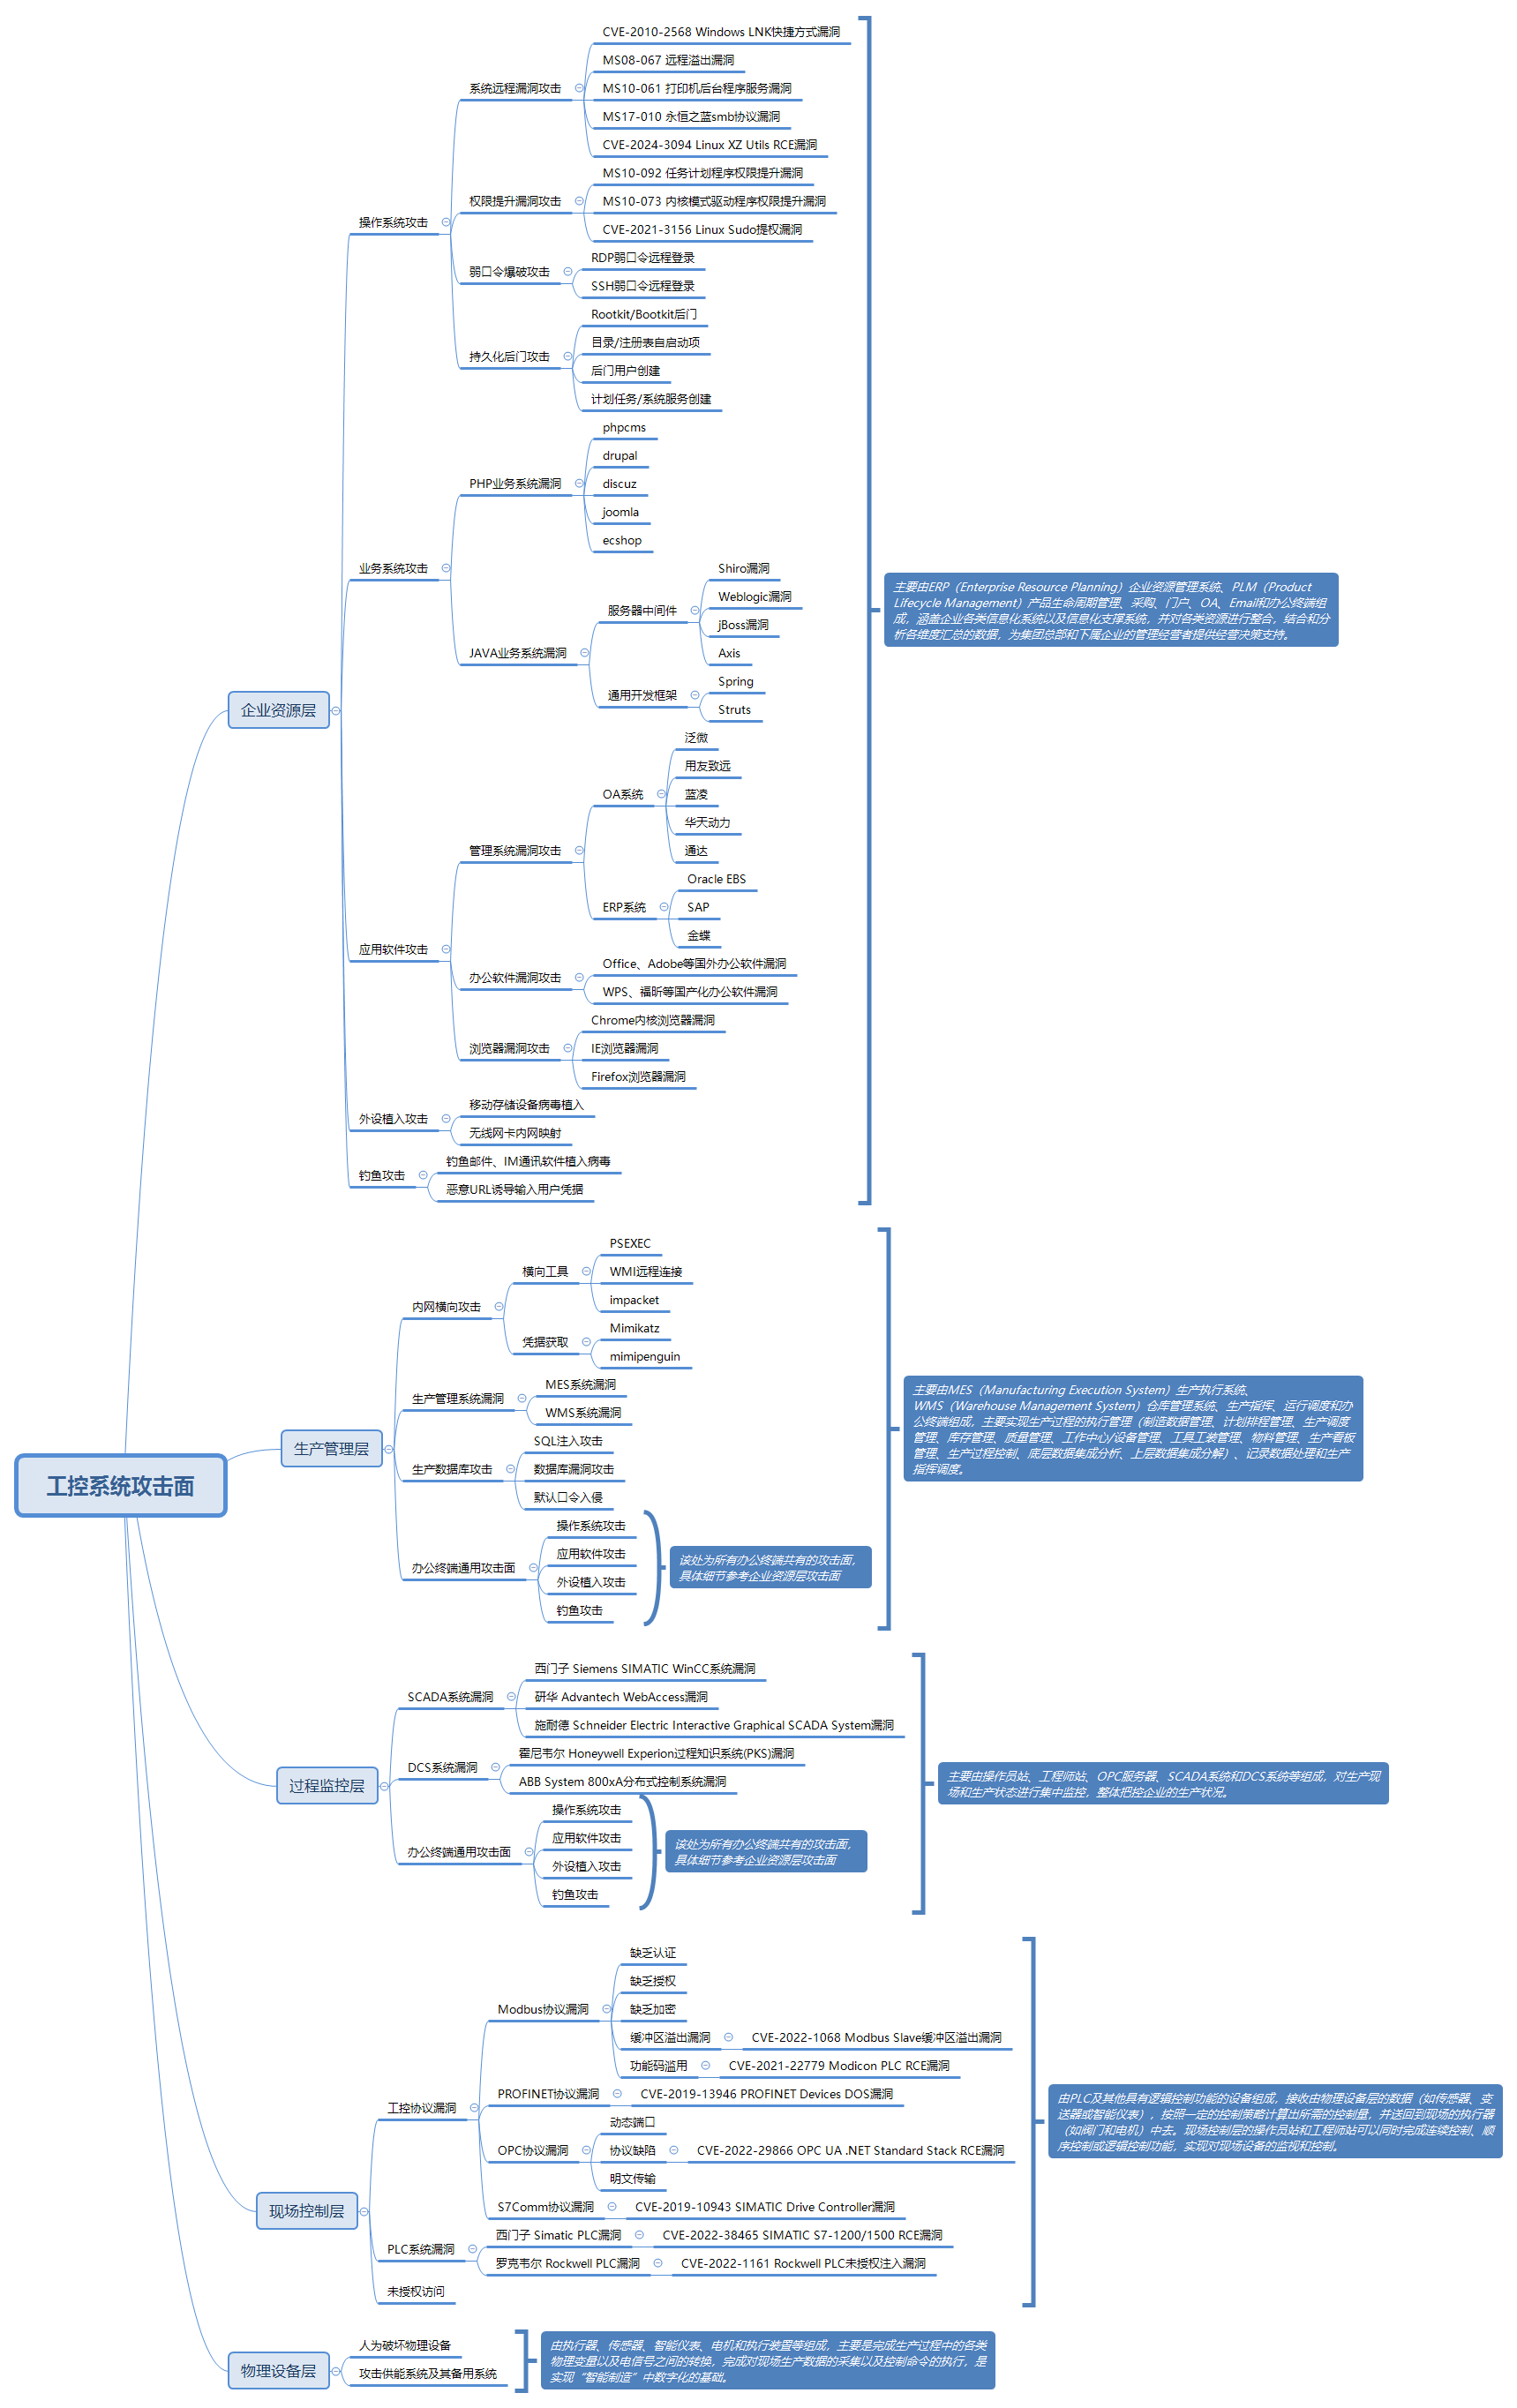 工控系统攻击面
企业资源层
操作系统攻击
系统远程漏洞攻击
CVE-2010-2568 Windows LNK快捷方式漏洞
MS08-067 远程溢出漏洞
MS10-061 打印机后台程序服务漏洞
MS17-010 永恒之蓝smb协议漏洞
CVE-2024-3094 Linux XZ Utils RCE漏洞
权限提升漏洞攻击
MS10-092 任务计划程序权限提升漏洞
MS10-073 内核模式驱动程序权限提升漏洞
CVE-2021-3156 Linux Sudo提权漏洞
弱口令爆破攻击
RDP弱口令远程登录
SSH弱口令远程登录
持久化后门攻击
Rootkit/Bootkit后门
目录/注册表自启动项
后门用户创建
计划任务/系统服务创建
业务系统攻击
PHP业务系统漏洞
phpcms
drupal
discuz
joomla
ecshop
JAVA业务系统漏洞
服务器中间件
Shiro漏洞
Weblogic漏洞
jBoss漏洞
Axis
通用开发框架
Spring
Struts
应用软件攻击
管理系统漏洞攻击
OA系统
泛微
用友致远
蓝凌
华天动力
通达
ERP系统
Oracle EBS
SAP
金蝶
办公软件漏洞攻击
Office、Adobe等国外办公软件漏洞
WPS、福昕等国产化办公软件漏洞
浏览器漏洞攻击
Chrome内核浏览器漏洞
IE浏览器漏洞
Firefox浏览器漏洞
外设植入攻击
移动存储设备病毒植入
无线网卡内网映射
钓鱼攻击
钓鱼邮件、IM通讯软件植入病毒
恶意URL诱导输入用户凭据
主要由ERP（Enterprise Resource Planning）企业资源管理系统、PLM（Product
Lifecycle Management）产品生命周期管理、采购、门户、OA、Email和办公终端组
成，涵盖企业各类信息化系统以及信息化支撑系统，并对各类资源进行整合，结合和分
析各维度汇总的数据，为集团总部和下属企业的管理经营者提供经营决策支持。
生产管理层
内网横向攻击
横向工具
PSEXEC
WMI远程连接
impacket
凭据获取
Mimikatz
mimipenguin
生产管理系统漏洞
MES系统漏洞
WMS系统漏洞
生产数据库攻击
SQL注入攻击
数据库漏洞攻击
默认口令入侵
办公终端通用攻击面
操作系统攻击
应用软件攻击
外设植入攻击
钓鱼攻击
该处为所有办公终端共有的攻击面，
具体细节参考企业资源层攻击面
主要由MES（Manufacturing Execution System）生产执行系统、
WMS（Warehouse Management System）仓库管理系统、生产指挥、运行调度和办
公终端组成，主要实现生产过程的执行管理（制造数据管理、计划排程管理、生产调度
管理、库存管理、质量管理、工作中心/设备管理、工具工装管理、物料管理、生产看板
管理、生产过程控制、底层数据集成分析、上层数据集成分解）、记录数据处理和生产
指挥调度。
过程监控层
SCADA系统漏洞
西门子 Siemens SIMATIC WinCC系统漏洞
研华 Advantech WebAccess漏洞
施耐德 Schneider Electric Interactive Graphical SCADA System漏洞
DCS系统漏洞
霍尼韦尔 Honeywell Experion过程知识系统(PKS)漏洞
ABB System 800xA分布式控制系统漏洞
办公终端通用攻击面
操作系统攻击
应用软件攻击
外设植入攻击
钓鱼攻击
该处为所有办公终端共有的攻击面，
具体细节参考企业资源层攻击面
主要由操作员站、工程师站、OPC服务器、SCADA系统和DCS系统等组成，对生产现
场和生产状态进行集中监控，整体把控企业的生产状况。
现场控制层
工控协议漏洞
Modbus协议漏洞
缺乏认证
缺乏授权
缺乏加密
缓冲区溢出漏洞
CVE-2022-1068 Modbus Slave缓冲区溢出漏洞
功能码滥用
CVE-2021-22779 Modicon PLC RCE漏洞
PROFINET协议漏洞
CVE-2019-13946 PROFINET Devices DOS漏洞
OPC协议漏洞
动态端口
协议缺陷
CVE-2022-29866 OPC UA .NET Standard Stack RCE漏洞
明文传输
S7Comm协议漏洞
CVE-2019-10943 SIMATIC Drive Controller漏洞
PLC系统漏洞
西门子 Simatic PLC漏洞
CVE-2022-38465 SIMATIC S7-1200/1500 RCE漏洞
罗克韦尔 Rockwell PLC漏洞
CVE-2022-1161 Rockwell PLC未授权注入漏洞
未授权访问
由PLC及其他具有逻辑控制功能的设备组成，接收由物理设备层的数据（如传感器、变
送器或智能仪表），按照一定的控制策略计算出所需的控制量，并送回到现场的执行器
（如阀门和电机）中去。现场控制层的操作员站和工程师站可以同时完成连续控制、顺
序控制或逻辑控制功能，实现对现场设备的监视和控制。
物理设备层
人为破坏物理设备
攻击供能系统及其备用系统
由执行器、传感器、智能仪表、电机和执行装置等组成，主要是完成生产过程中的各类
物理变量以及电信号之间的转换，完成对现场生产数据的采集以及控制命令的执行，是
实现“智能制造”中数字化的基础。